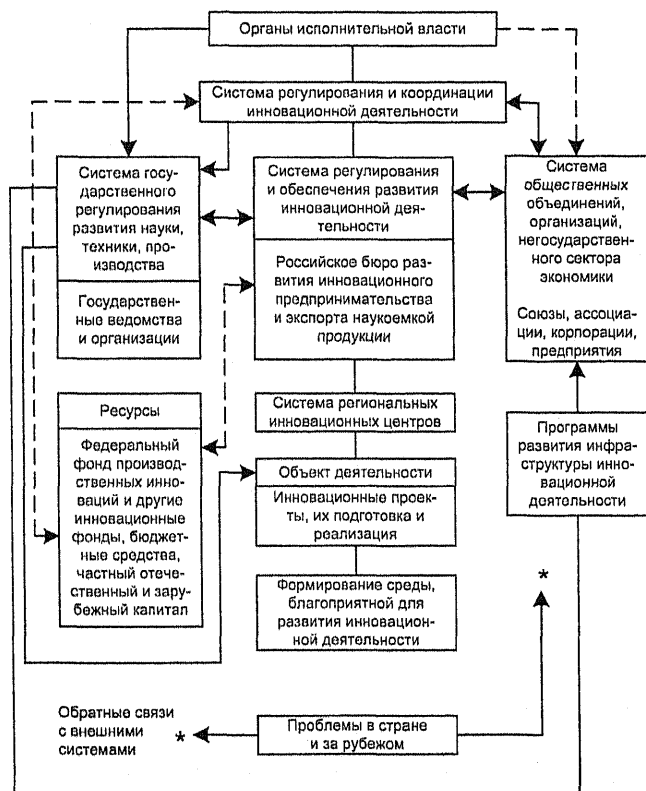 Органы исполнительной власти
Система регулирования и координации
инновационной деятельности
Система госу-
дарственного
регулирования
развития науки,
техники, про-
изводства
Государствен-
ные ведомства
и организации
Система регулирования
и обеспечения развития
инновационной дея-
тельности
Российское бюро раз-
вития инновационного
предпринимательства
и экспорта наукоемкой
продукции
Система
общественных
объединений,
организаций,
негосударствен-
ного сектора
экономики
Союзы, ассоциа-
ции, корпорации,
предприятия
Ресурсы
Федеральный
фонд производ-
ственных инно-
ваций и другие
инновационные
фонды, бюджет-
ные средства,
частный отече-
ственный и зару-
бежный капитал
Система региональных
инновационных центров
Объект деятельности
Инновационные проек-
ты, их подготовка и
реализация
Формирование среды,
благоприятной для
развития инновацион-
ной деятельности
Программы
развития инфра-
структуры инно-
вационной
деятельности
*
Обратные связи
с внешними
системами
*
Проблемы в стране
и за рубежом